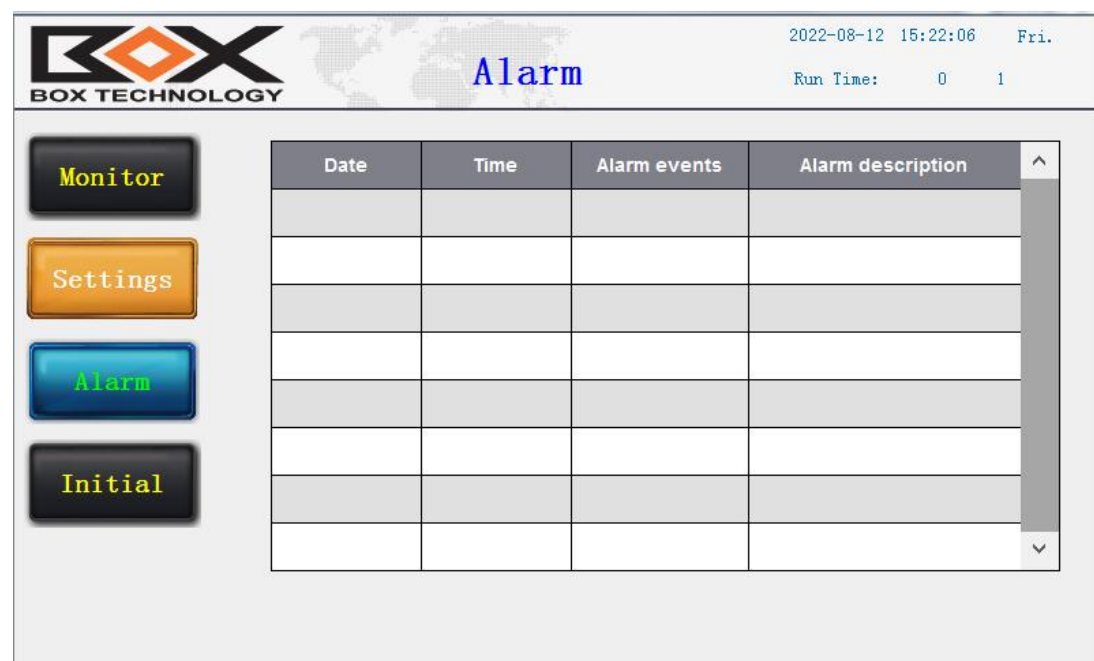 BOX
BOX TECHNOLOGY
Alarm
2022-08-12 15:22:06 Fri.
Run Time: 0 1
Monitor
Settings
Alarm
Initial
Date Time Alarm events Alarm description